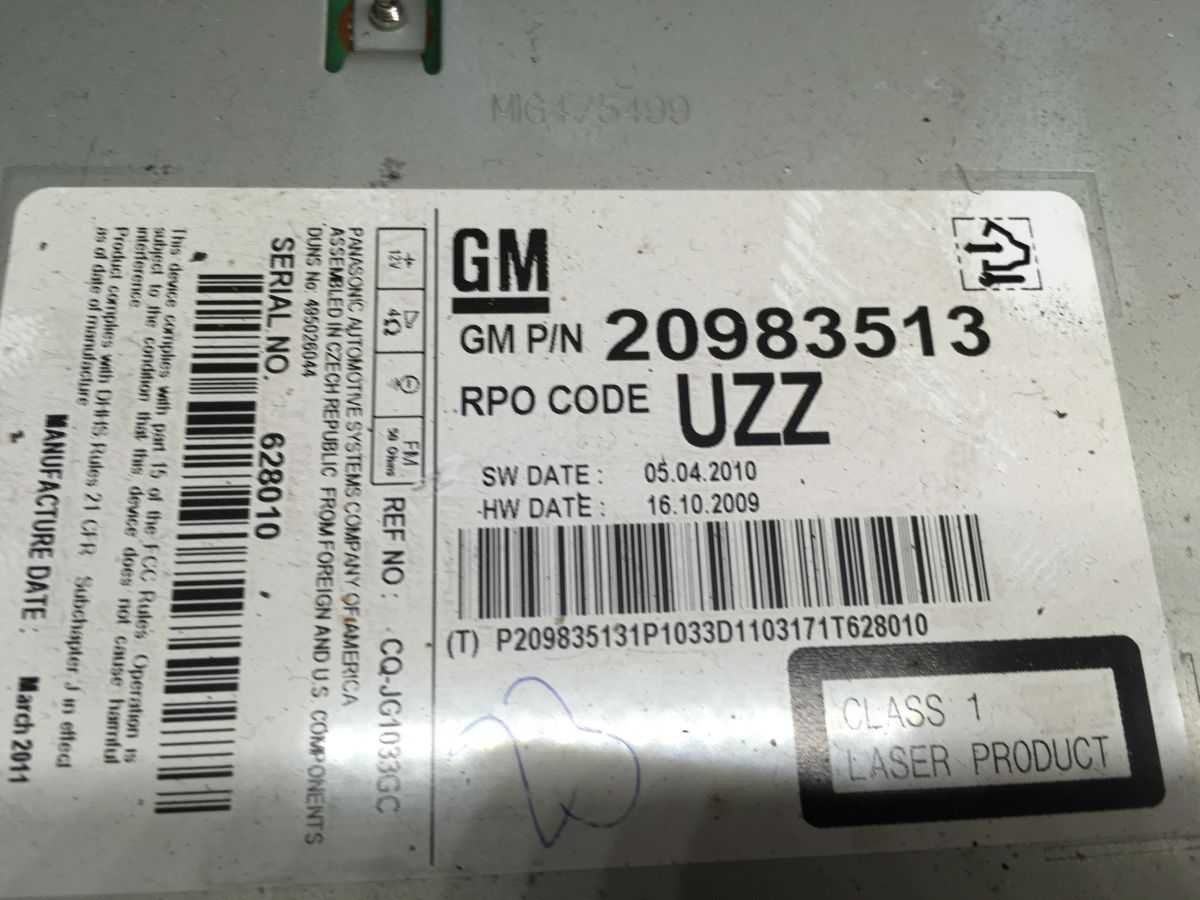 MIG475499
GM
GM P/N 20983513
RPO CODE UZZ
SW DATE : 05.04.2010
HW DATE : 16.10.2009
(T) P209835131P1033D1103171T628010
CLASS 1
LASER PRODUCT
+ 12V
4Ω
FM 50 Ohms
REF NO : CQ-JG1033GC
PANASONIC AUTOMOTIVE SYSTEMS COMPANY OF AMERICA
ASSEMBLED IN CZECH REPUBLIC FROM FOREIGN AND U.S. COMPONENTS
DUNS No: 495026044
SERIAL NO. 628010
This device complies with part 15 of the FCC Rules. Operation is
subject to the condition that this device does not cause harmful
interference
Product complies with DHHS Rules 21 CFR Subchapter J in effect
as of date of manufacture
MANUFACTURE DATE : March 2011